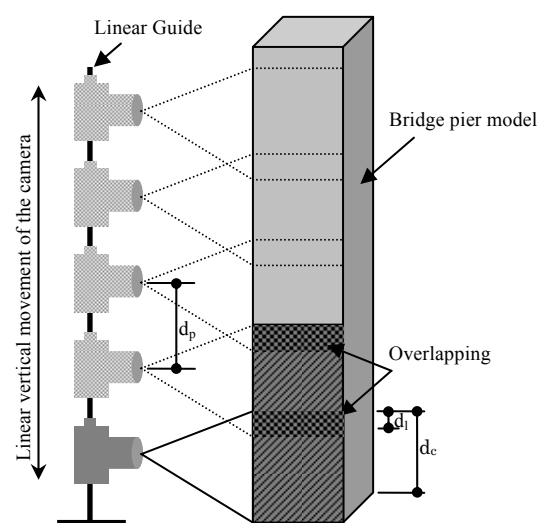 Linear Guide
Bridge pier model
Linear vertical movement of the camera
dp
Overlapping
dl
dc